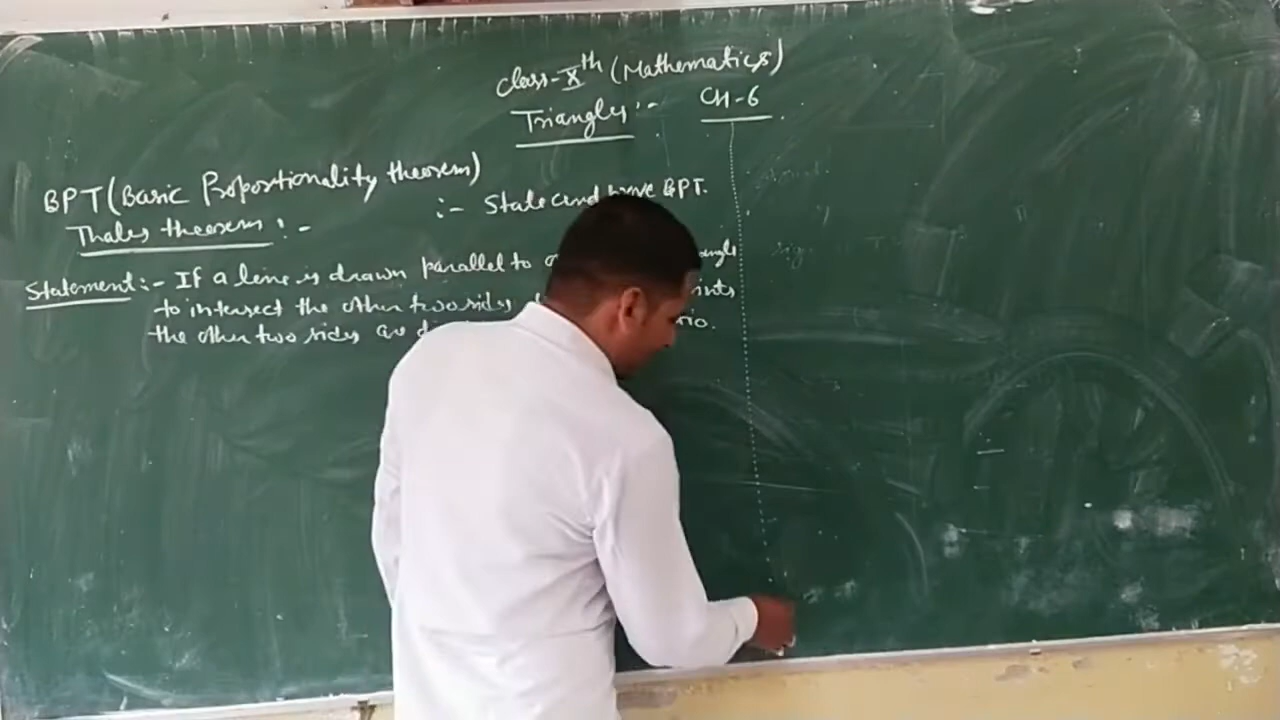 Class-Xth (Mathematics)
Triangles :- CH-6
BPT (Basic Proportionality theorem)
:- State and prove BPT.
Thales theorem :-
Statement:- If a line is drawn parallel to
to intersect the other two sides
the other two sides are